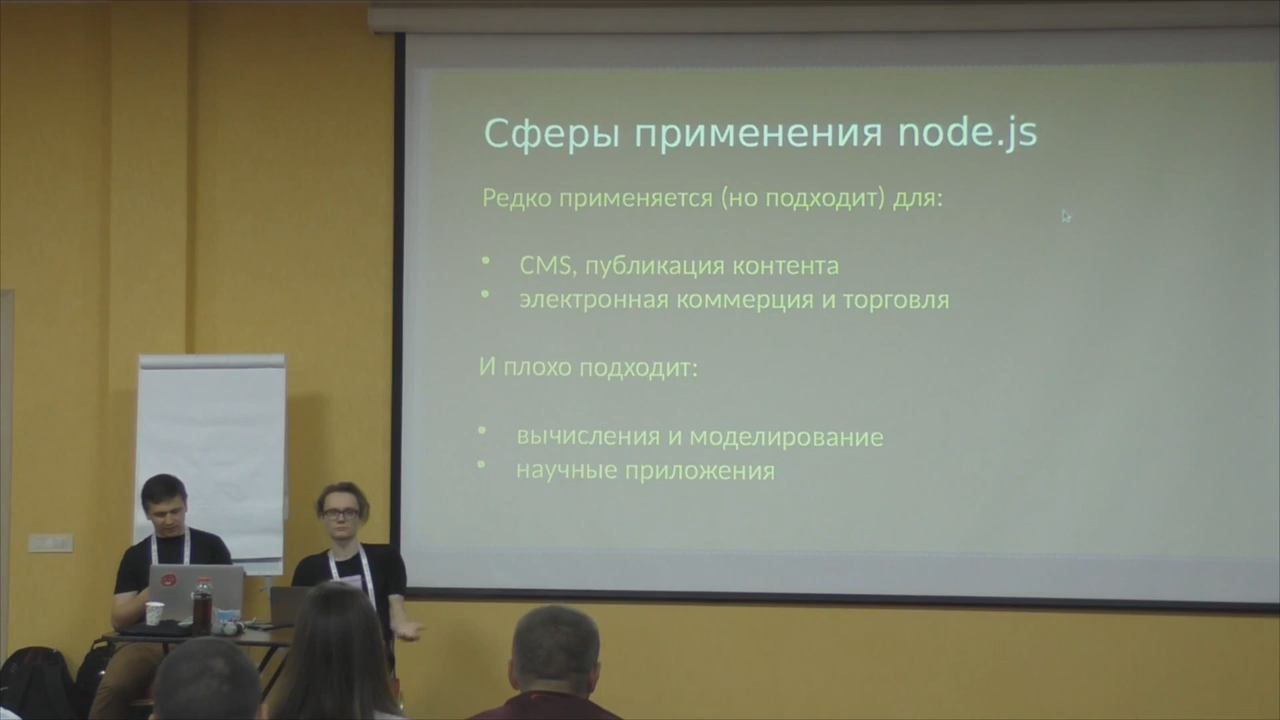 Сферы применения node.js
Редко применяется (но подходит) для:
• CMS, публикация контента
• электронная коммерция и торговля
И плохо подходит:
• вычисления и моделирование
• научные приложения